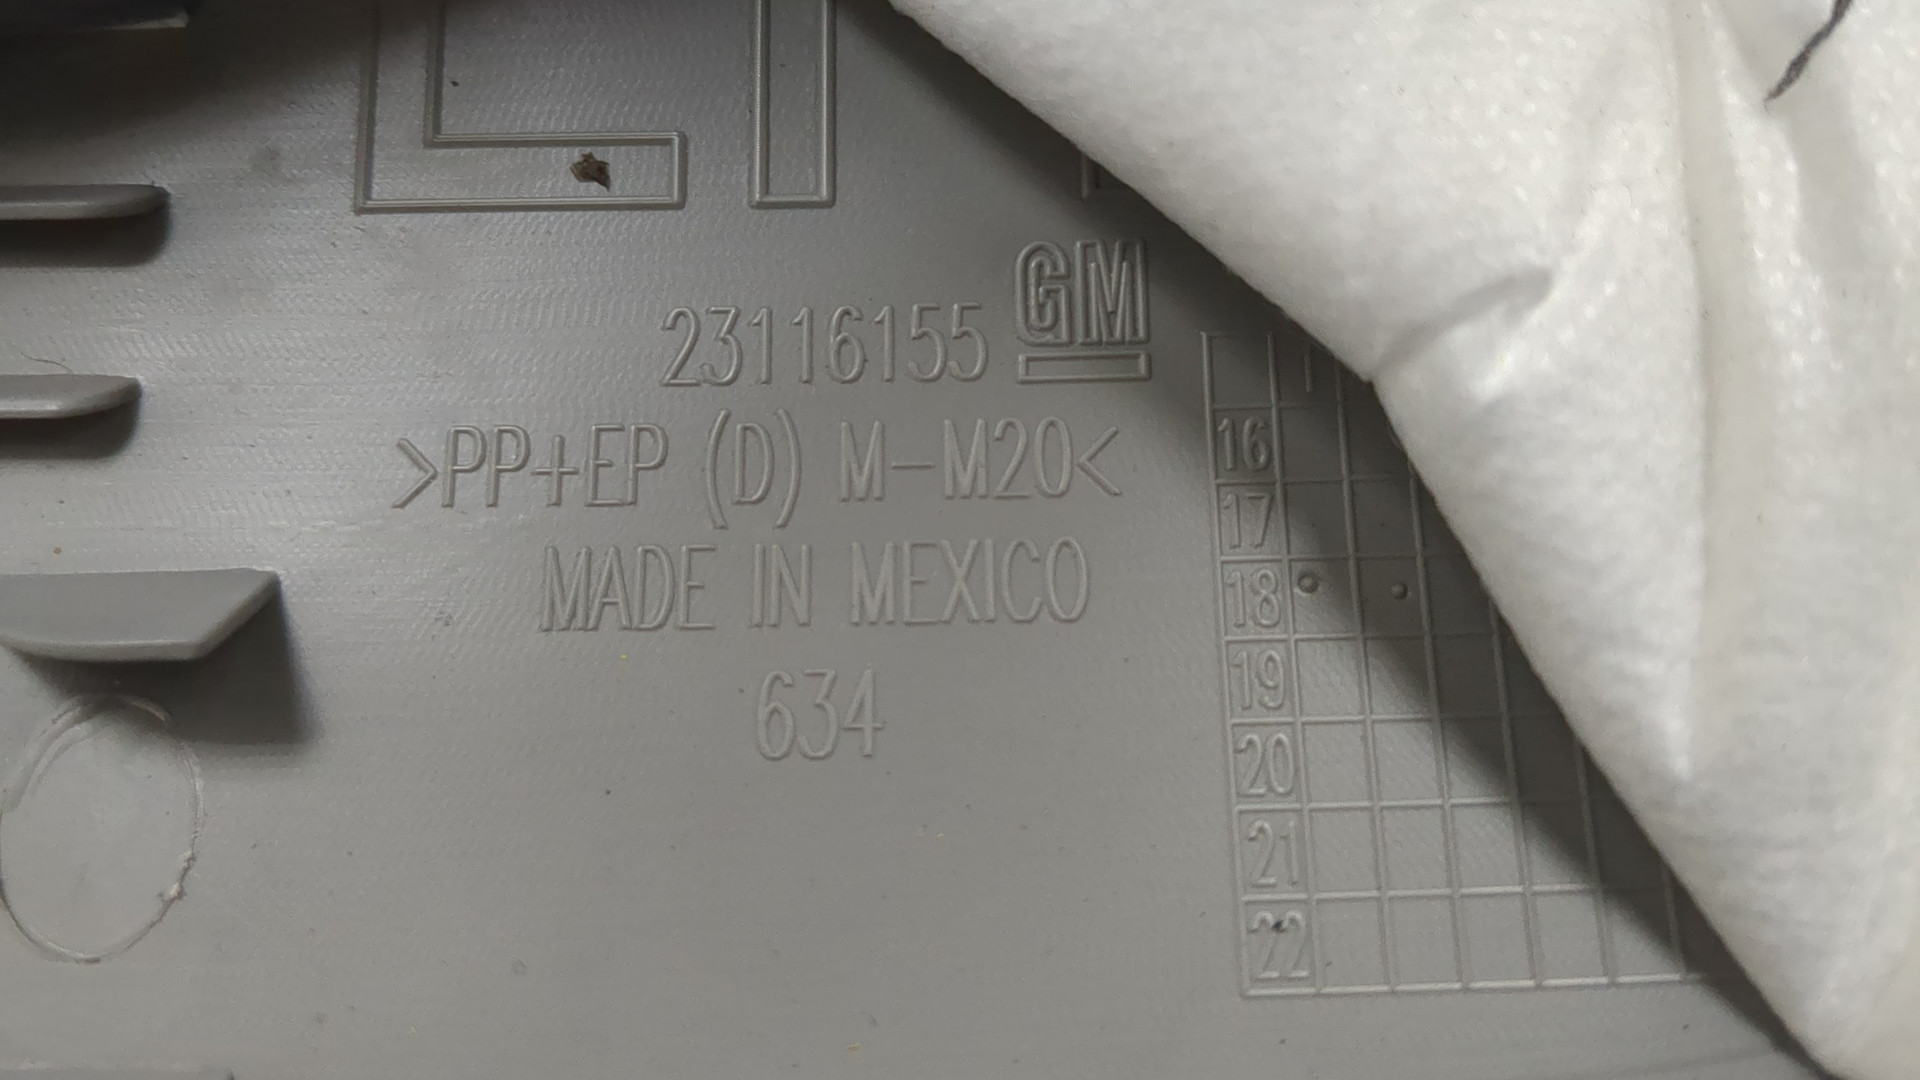 23116155 GM
>PP+EP (D) M-M20<
MADE IN MEXICO
634
16
17
18
19
20
21
22